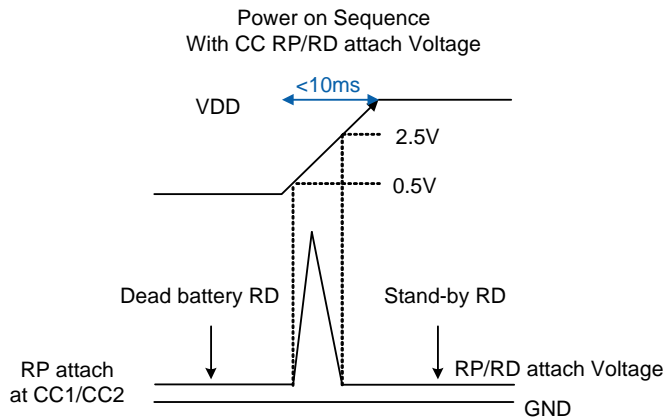 Power on Sequence
With CC RP/RD attach Voltage
<10ms
VDD
2.5V
0.5V
Dead battery RD
Stand-by RD
RP attach
at CC1/CC2
RP/RD attach Voltage
GND